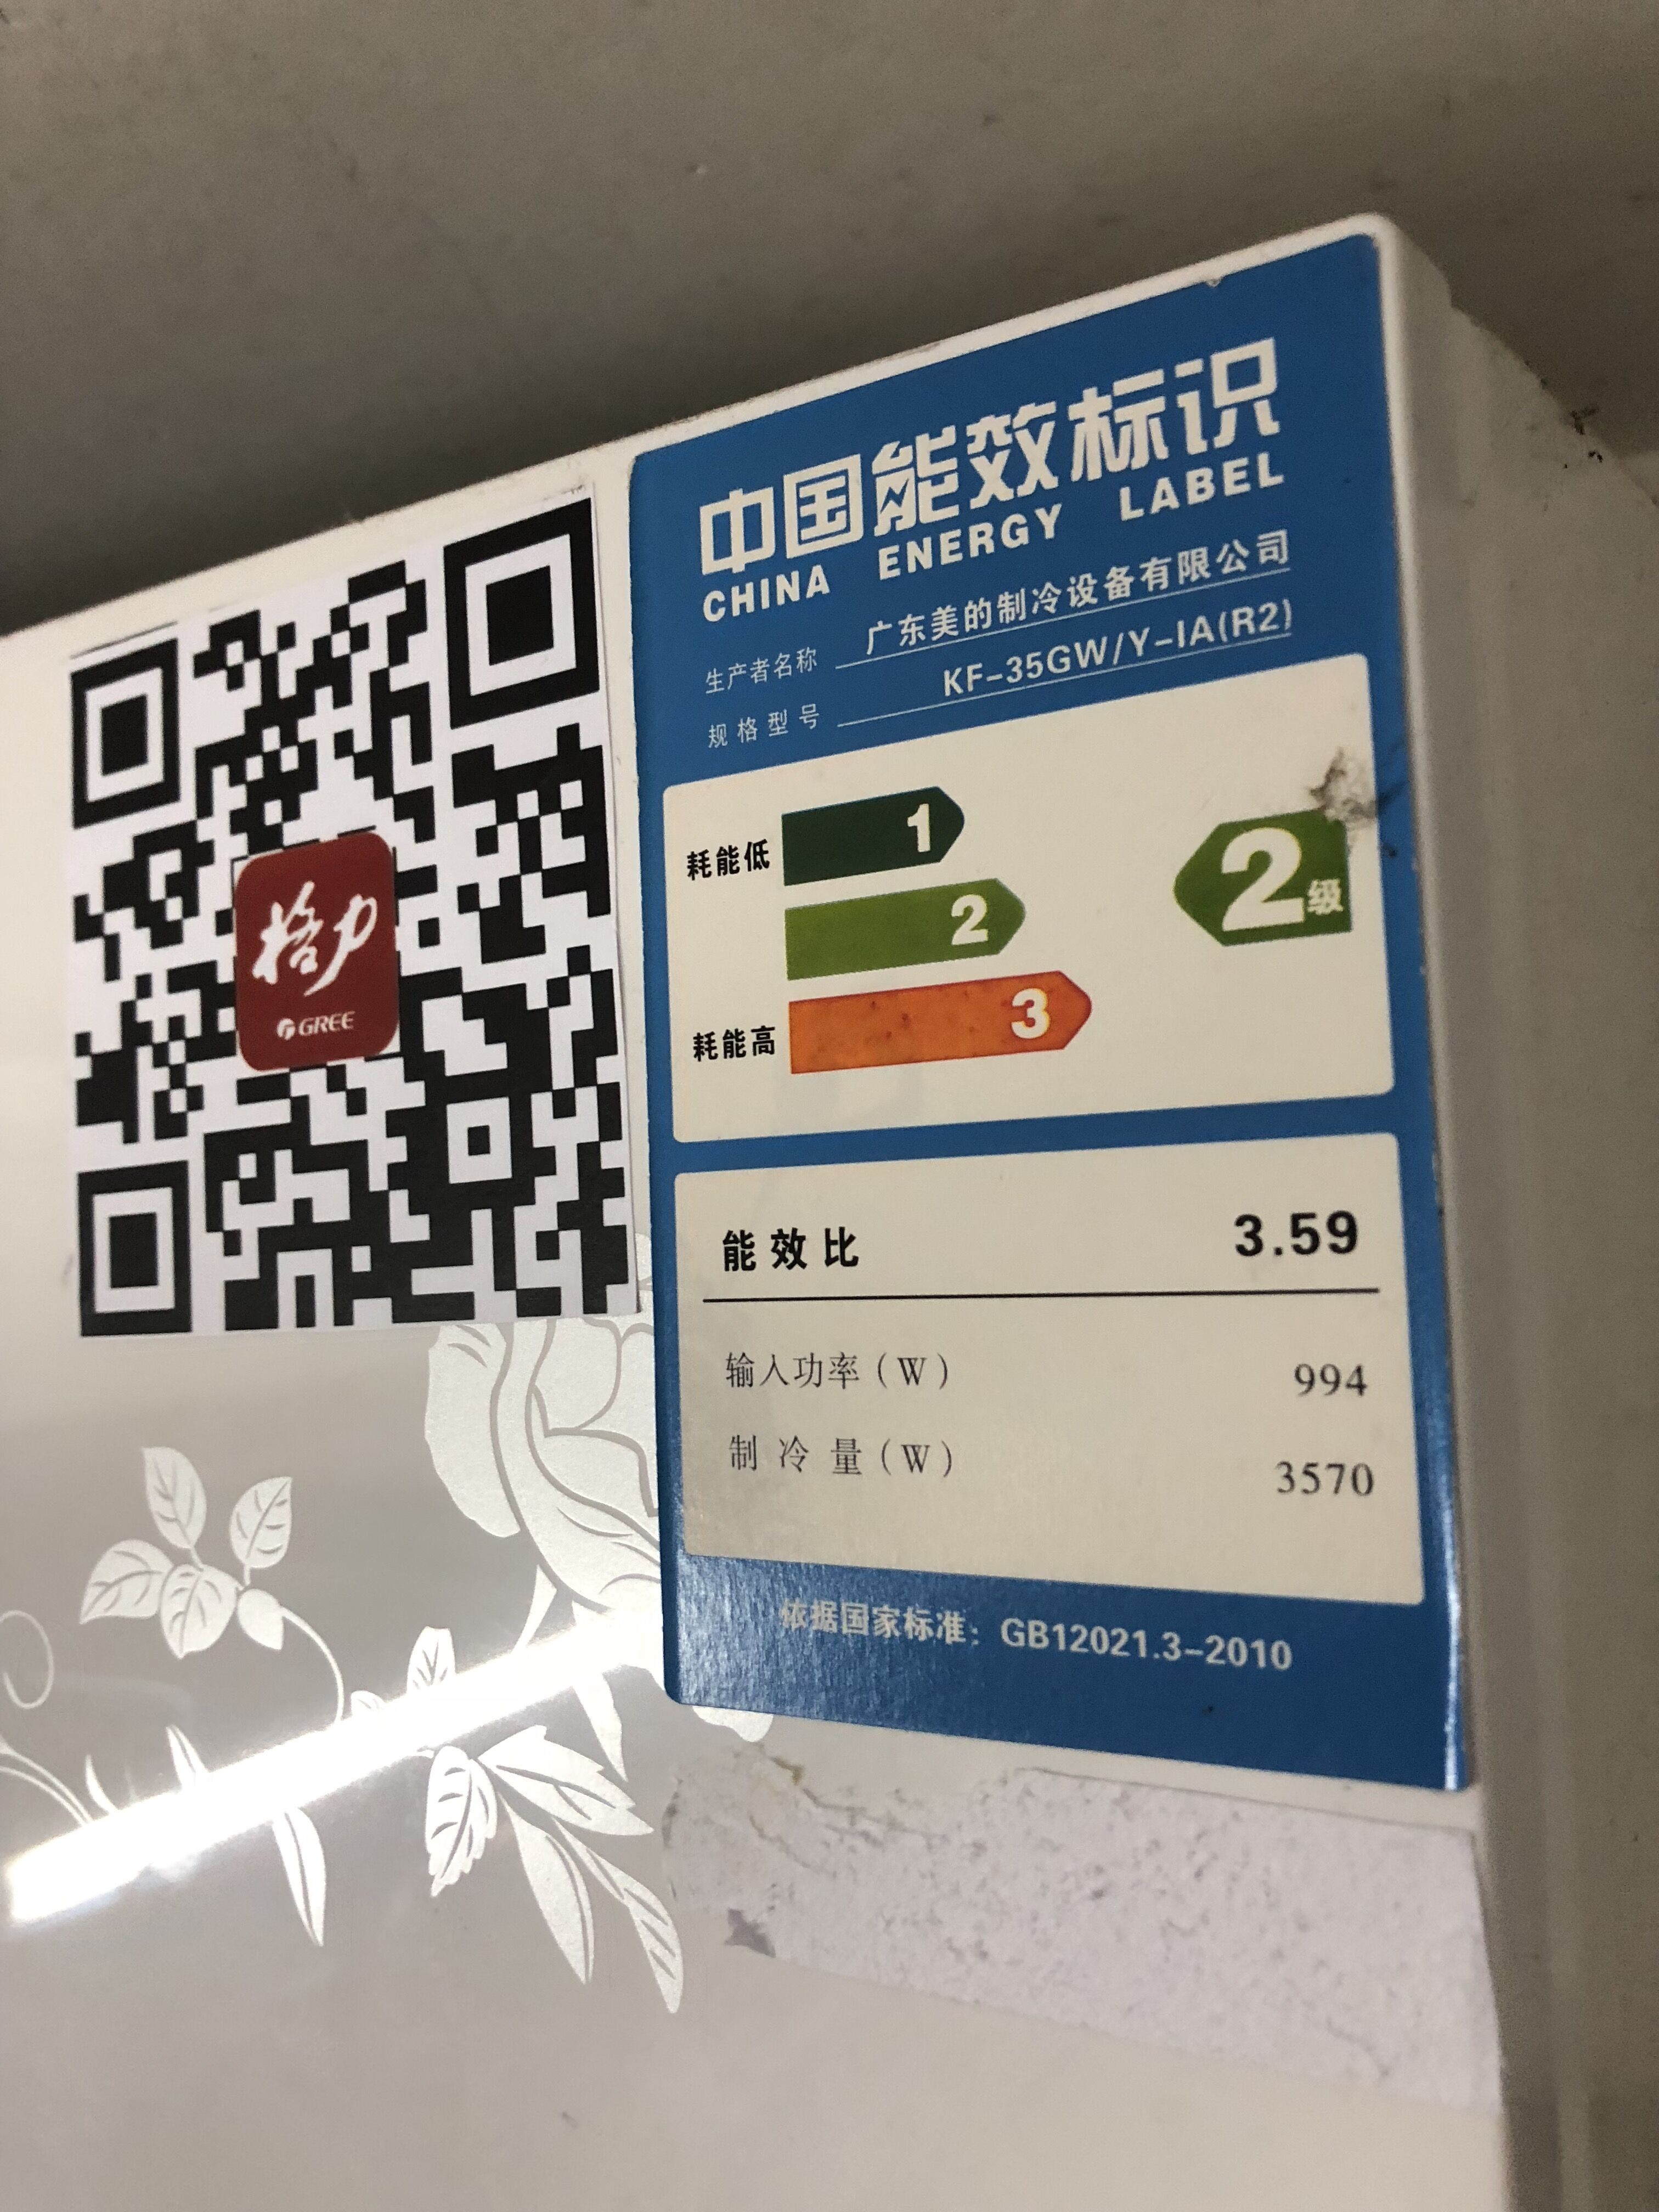 格力
GREE
中国能效标识
CHINA ENERGY LABEL
生产者名称 广东美的制冷设备有限公司
规格型号 KF-35GW/Y-IA(R2)
耗能低 1
2
2级
耗能高 3
能效比 3.59
输入功率(W) 994
制冷量(W) 3570
依据国家标准:GB12021.3-2010